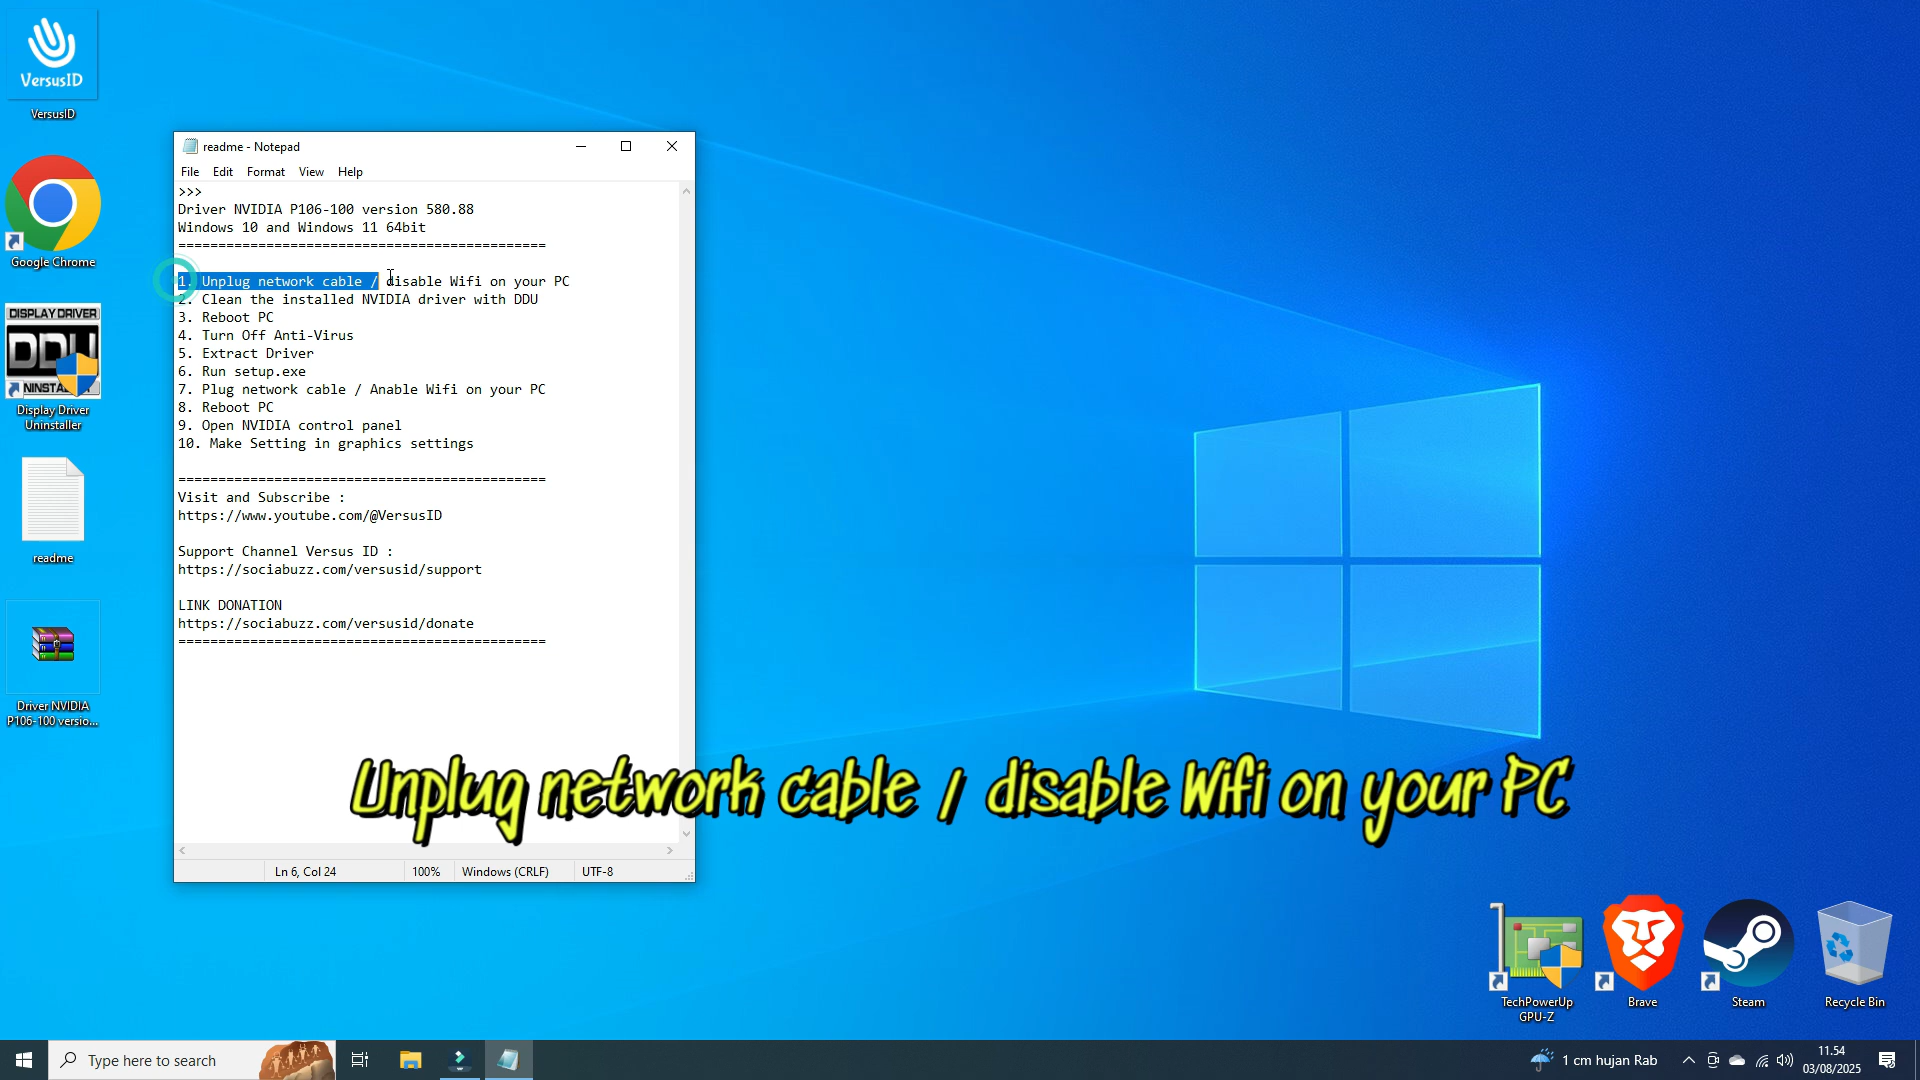 VersusID
VersusID
Google Chrome
DISPLAY DRIVER
DDU
Display Driver
Uninstaller
readme
Driver NVIDIA
P106-100 versio...
readme - Notepad
File Edit Format View Help
>>>
Driver NVIDIA P106-100 version 580.88
Windows 10 and Windows 11 64bit
==============================================
1. Unplug network cable / disable Wifi on your PC
2. Clean the installed NVIDIA driver with DDU
3. Reboot PC
4. Turn Off Anti-Virus
5. Extract Driver
6. Run setup.exe
7. Plug network cable / Anable Wifi on your PC
8. Reboot PC
9. Open NVIDIA control panel
10. Make Setting in graphics settings
==============================================
Visit and Subscribe :
https://www.youtube.com/@VersusID
Support Channel Versus ID :
https://sociabuzz.com/versusid/support
LINK DONATION
https://sociabuzz.com/versusid/donate
==============================================
Unplug network cable / disable Wifi on your PC
Ln 6, Col 24 100% Windows (CRLF) UTF-8
TechPowerUp
GPU-Z
Brave
Steam
Recycle Bin
Type here to search
1 cm hujan Rab
11.54
03/08/2025